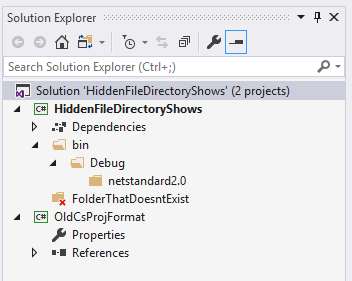 Solution Explorer
Search Solution Explorer (Ctrl+;)
Solution 'HiddenFileDirectoryShows' (2 projects)
C# HiddenFileDirectoryShows
Dependencies
bin
Debug
netstandard2.0
FolderThatDoesntExist
C# OldCsProjFormat
Properties
References